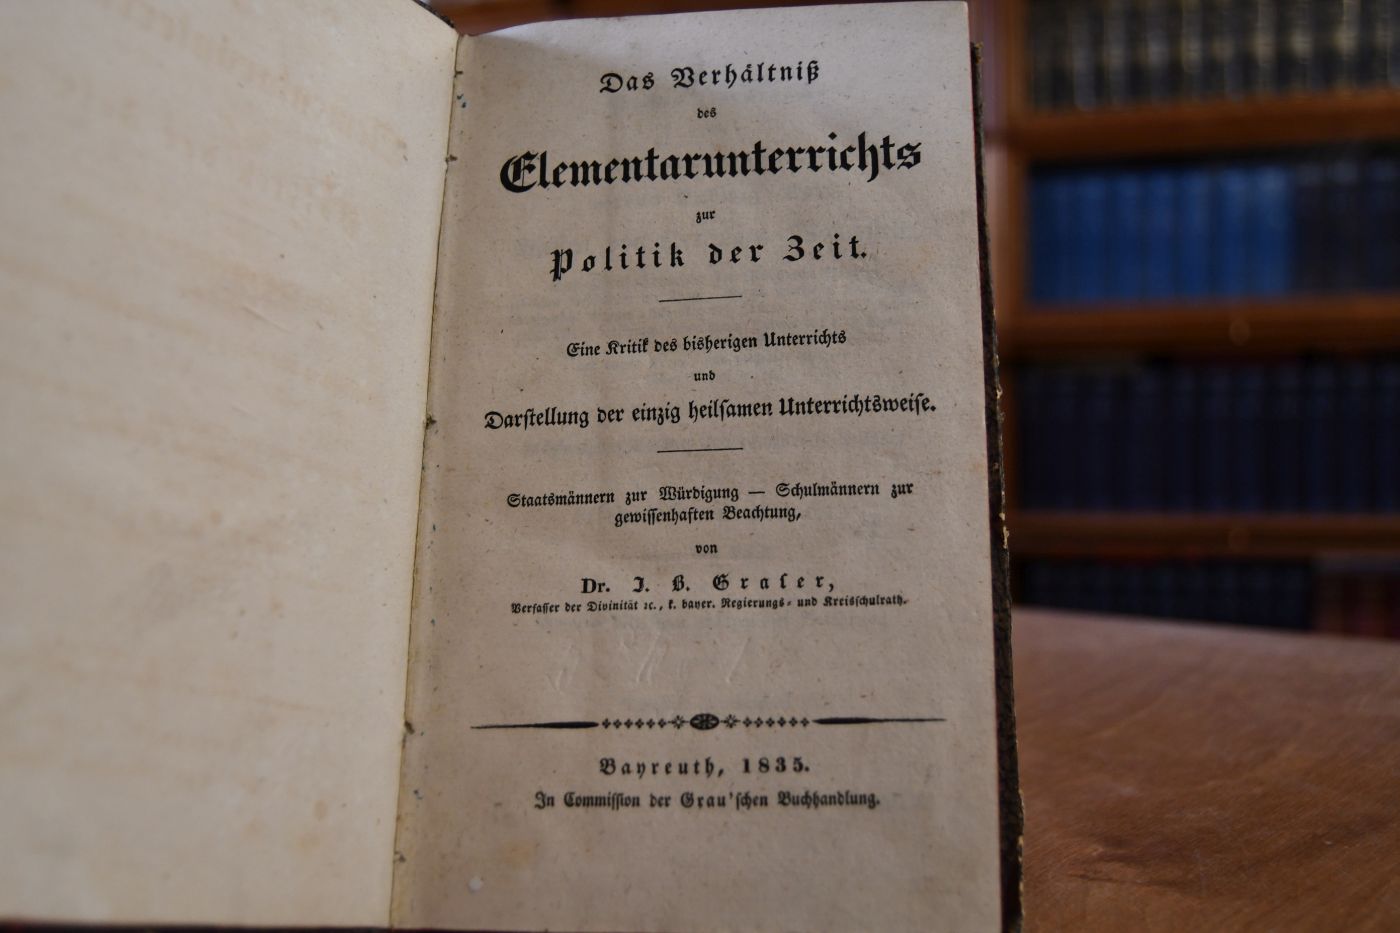 Das Verhältniß
des
Elementarunterrichts
zur
Politik der Zeit.
Eine Kritik des bisherigen Unterrichts
und
Darſtellung der einzig heilſamen Unterrichtsweiſe.
Staatsmännern zur Würdigung — Schulmännern zur
gewiſſenhaften Beachtung,
von
Dr. J. B. Graſer,
Verfaſſer der Divinität ꝛc., k. bayer. Regierungs- und Kreisſchulrath.
Bayreuth, 1835.
In Commiſſion der Grau'ſchen Buchhandlung.